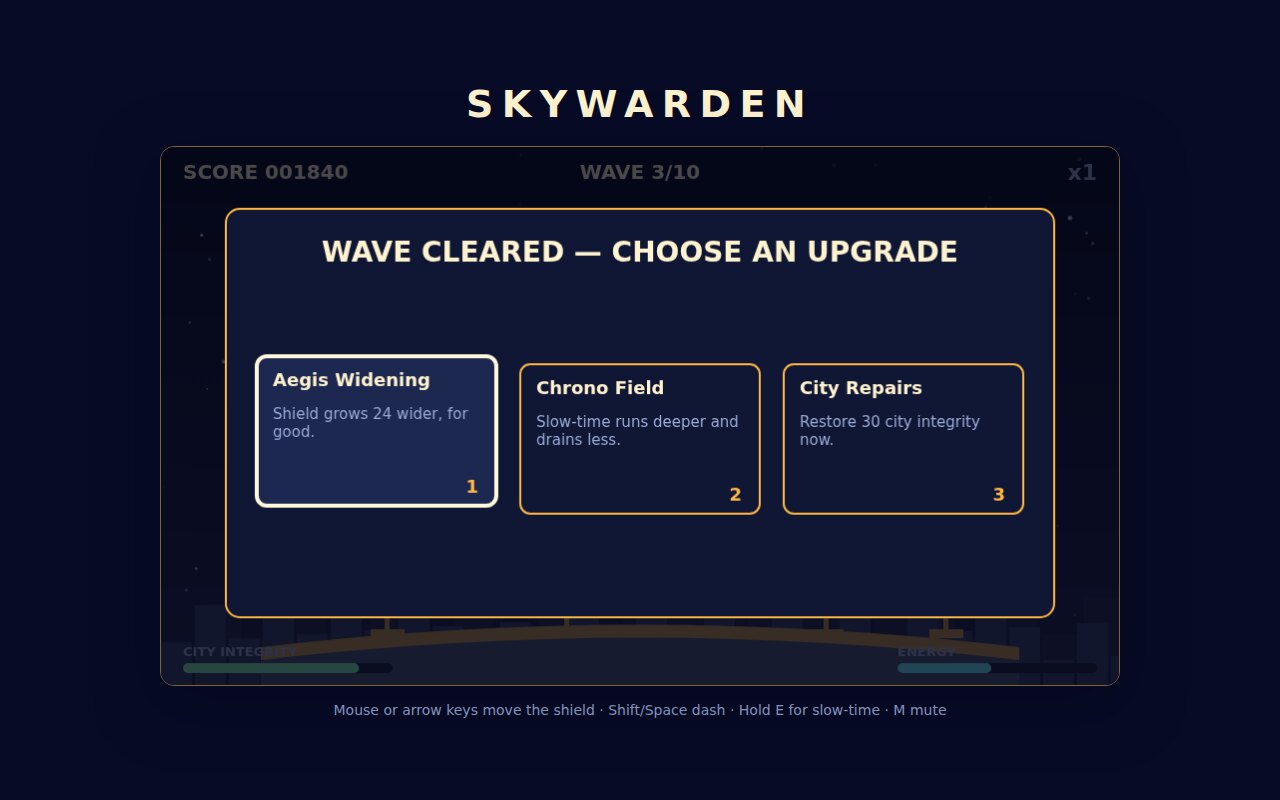 SKYWARDEN
SCORE 001840
WAVE 3/10
x1
WAVE CLEARED — CHOOSE AN UPGRADE
Aegis Widening
Shield grows 24 wider, for
good.
1
Chrono Field
Slow-time runs deeper and
drains less.
2
City Repairs
Restore 30 city integrity
now.
3
CITY INTEGRITY
ENERGY
Mouse or arrow keys move the shield · Shift/Space dash · Hold E for slow-time · M mute